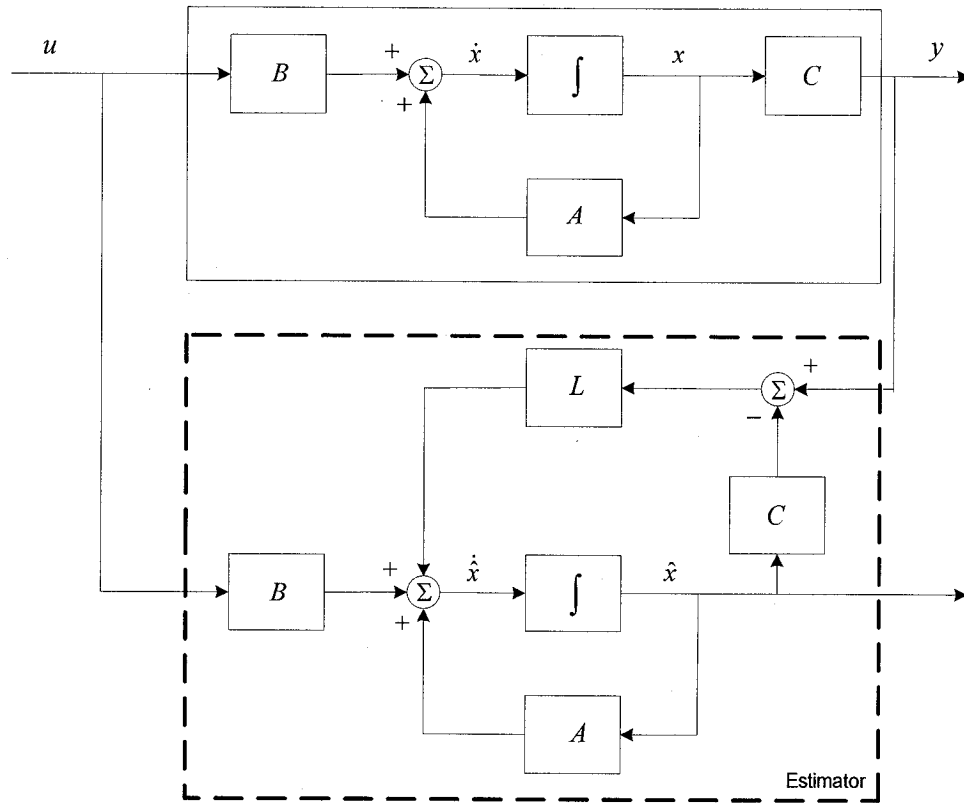 u
B
+
+
Σ
ẋ
∫
x
C
y
A
L
Σ
+
−
C
B
+
+
Σ
x̂̇
∫
x̂
A
Estimator